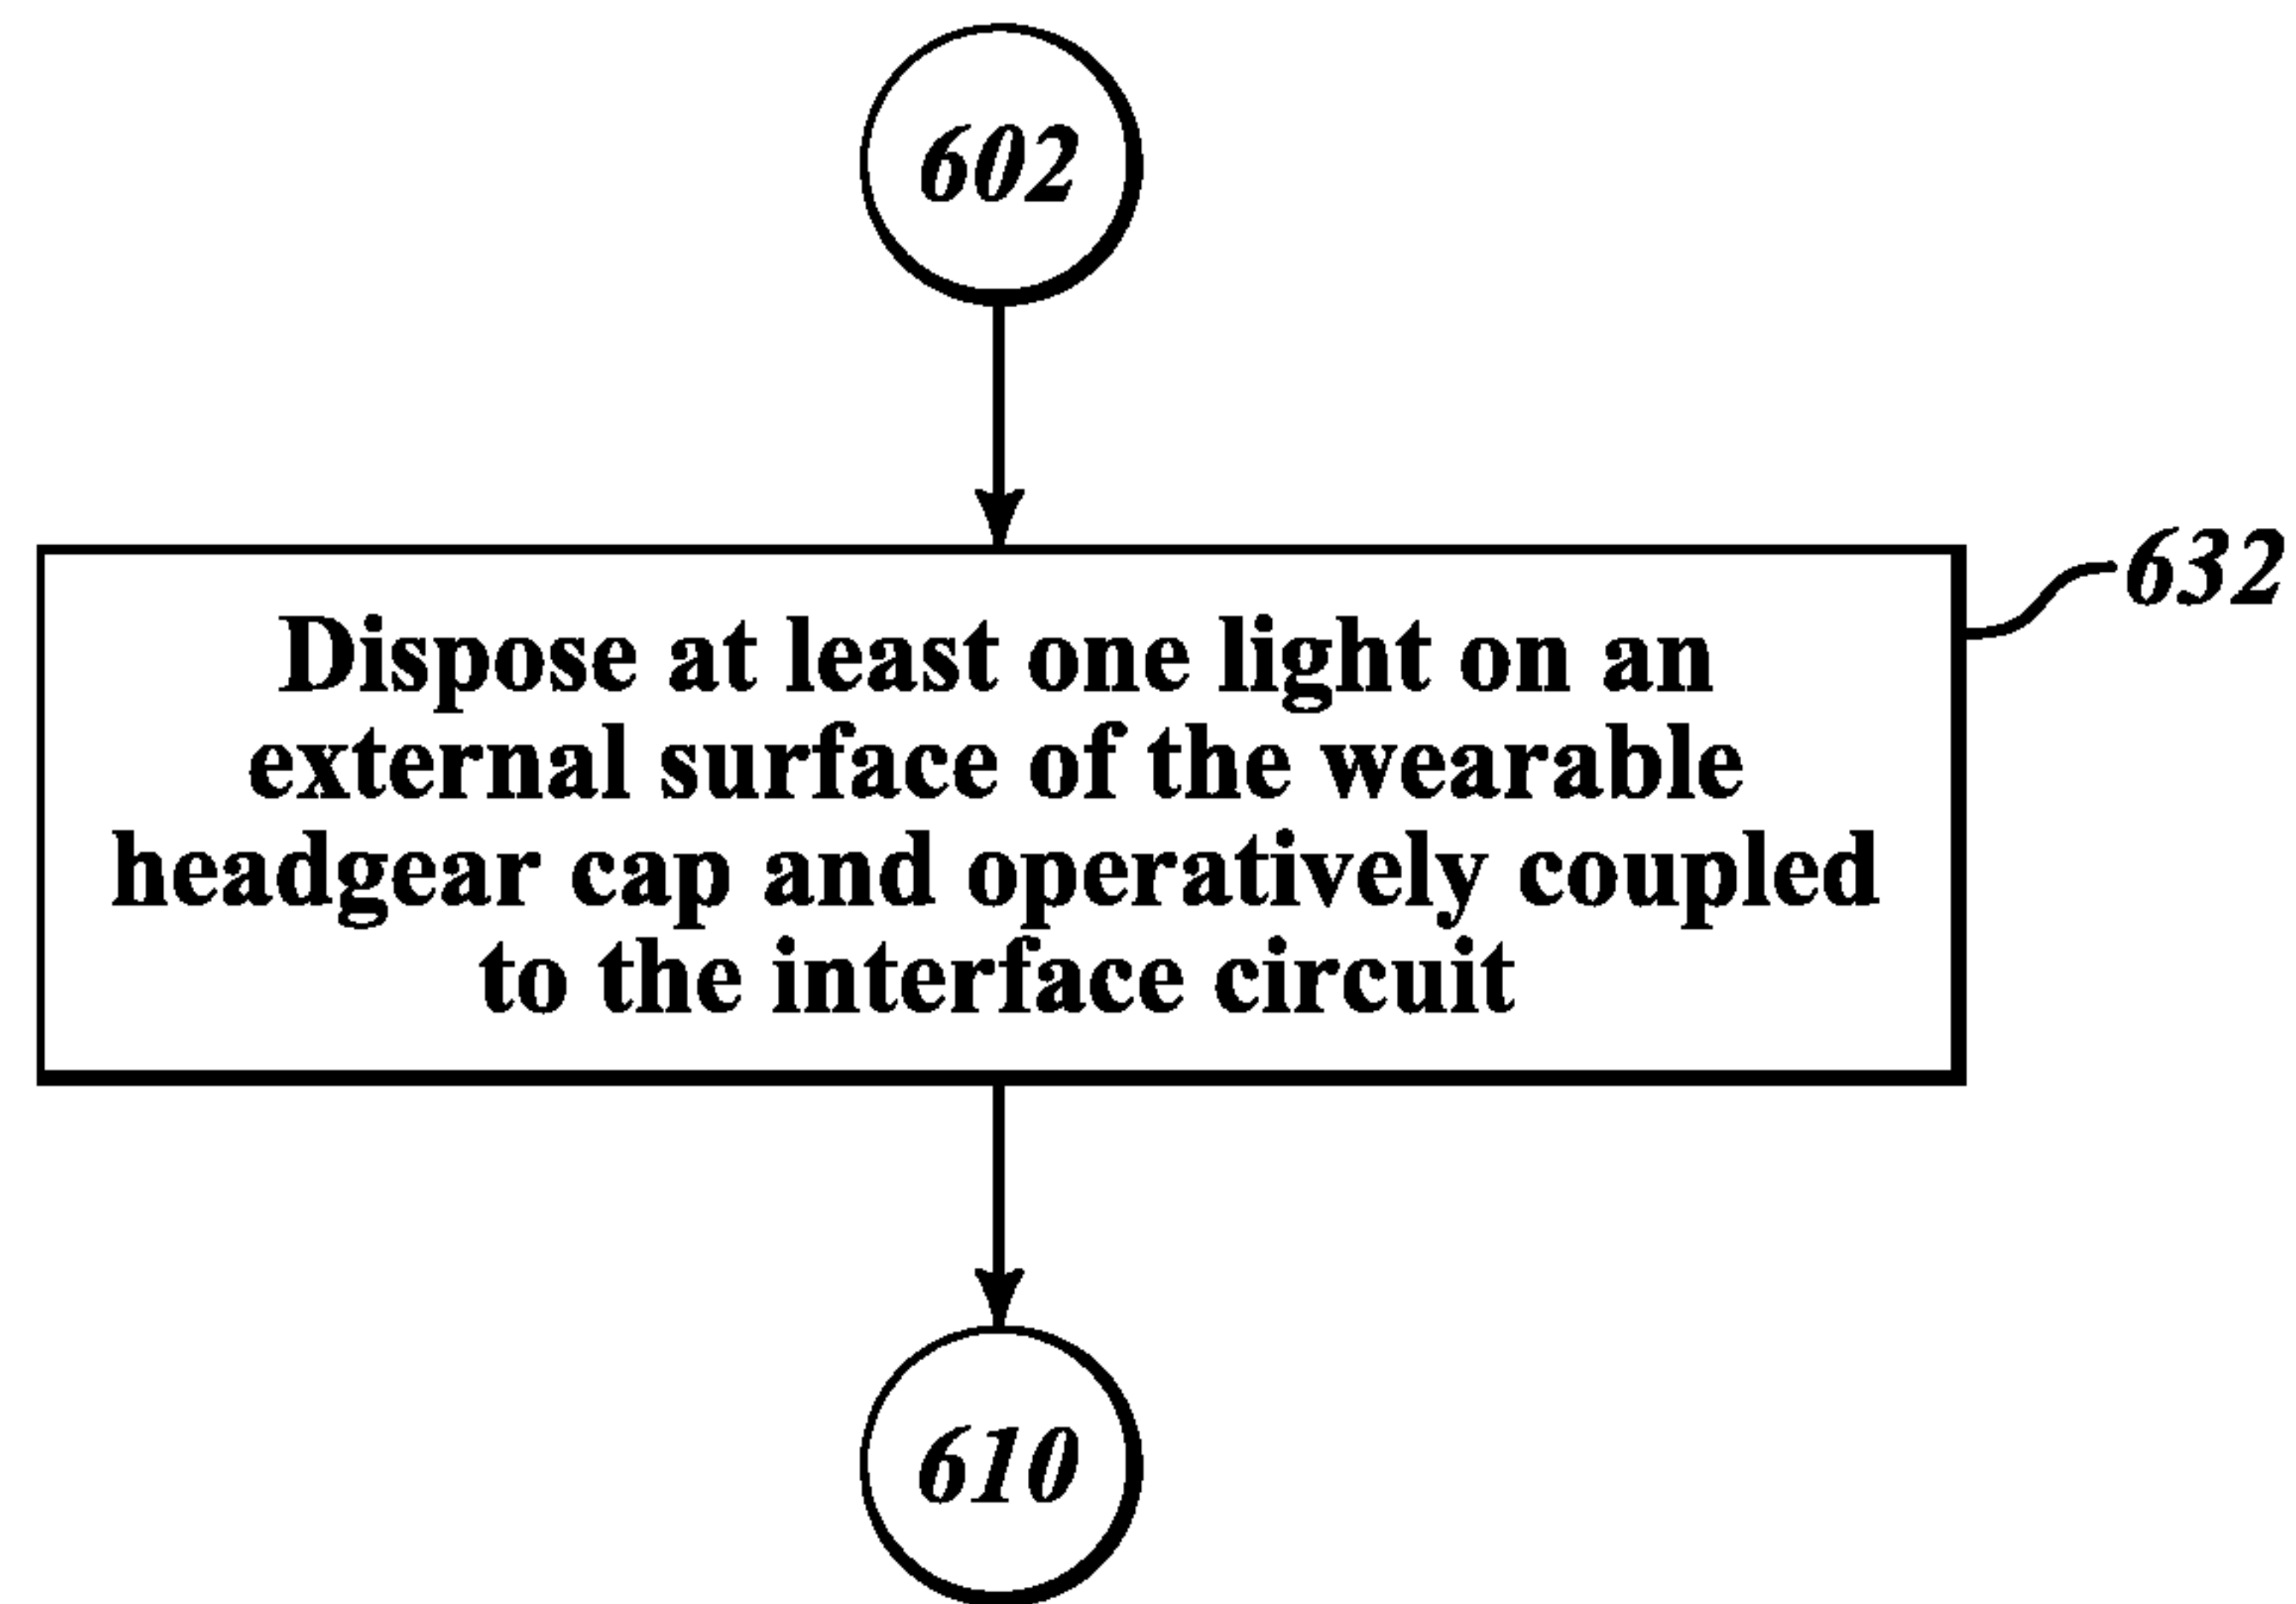 602
632
Dispose at least one light on an
external surface of the wearable
headgear cap and operatively coupled
to the interface circuit
610